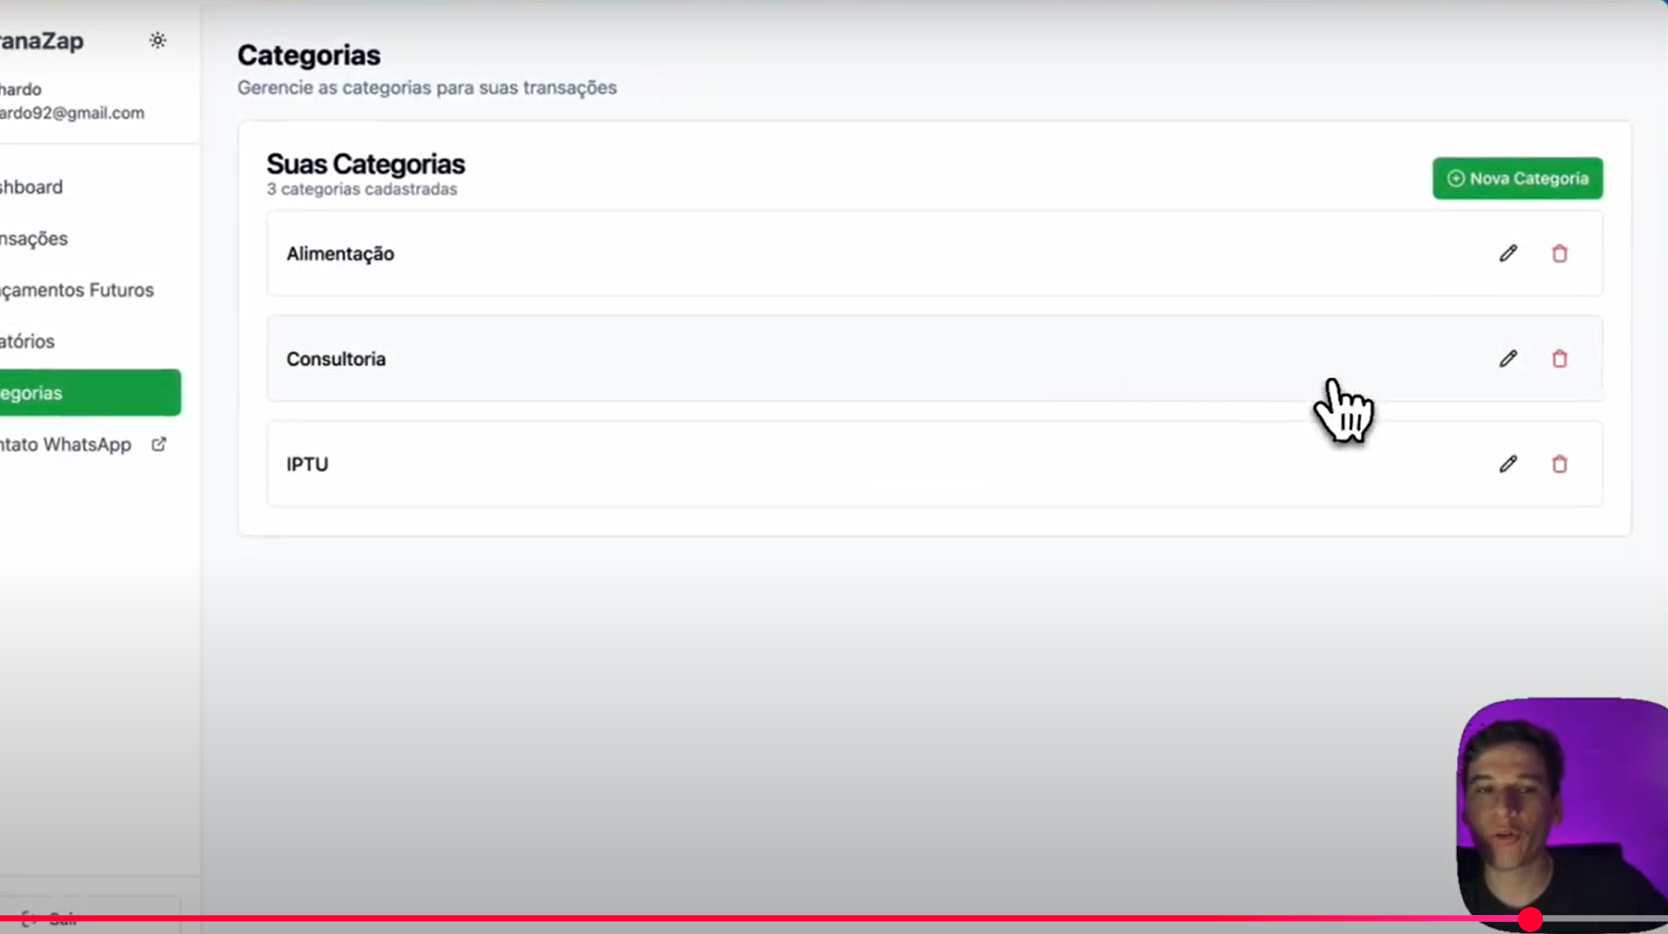 ranaZap
hardo
ardo92@gmail.com
shboard
nsações
çamentos Futuros
atórios
egorias
ntato WhatsApp
Sair
Categorias
Gerencie as categorias para suas transações
Suas Categorias
3 categorias cadastradas
Nova Categoria
Alimentação
Consultoria
IPTU